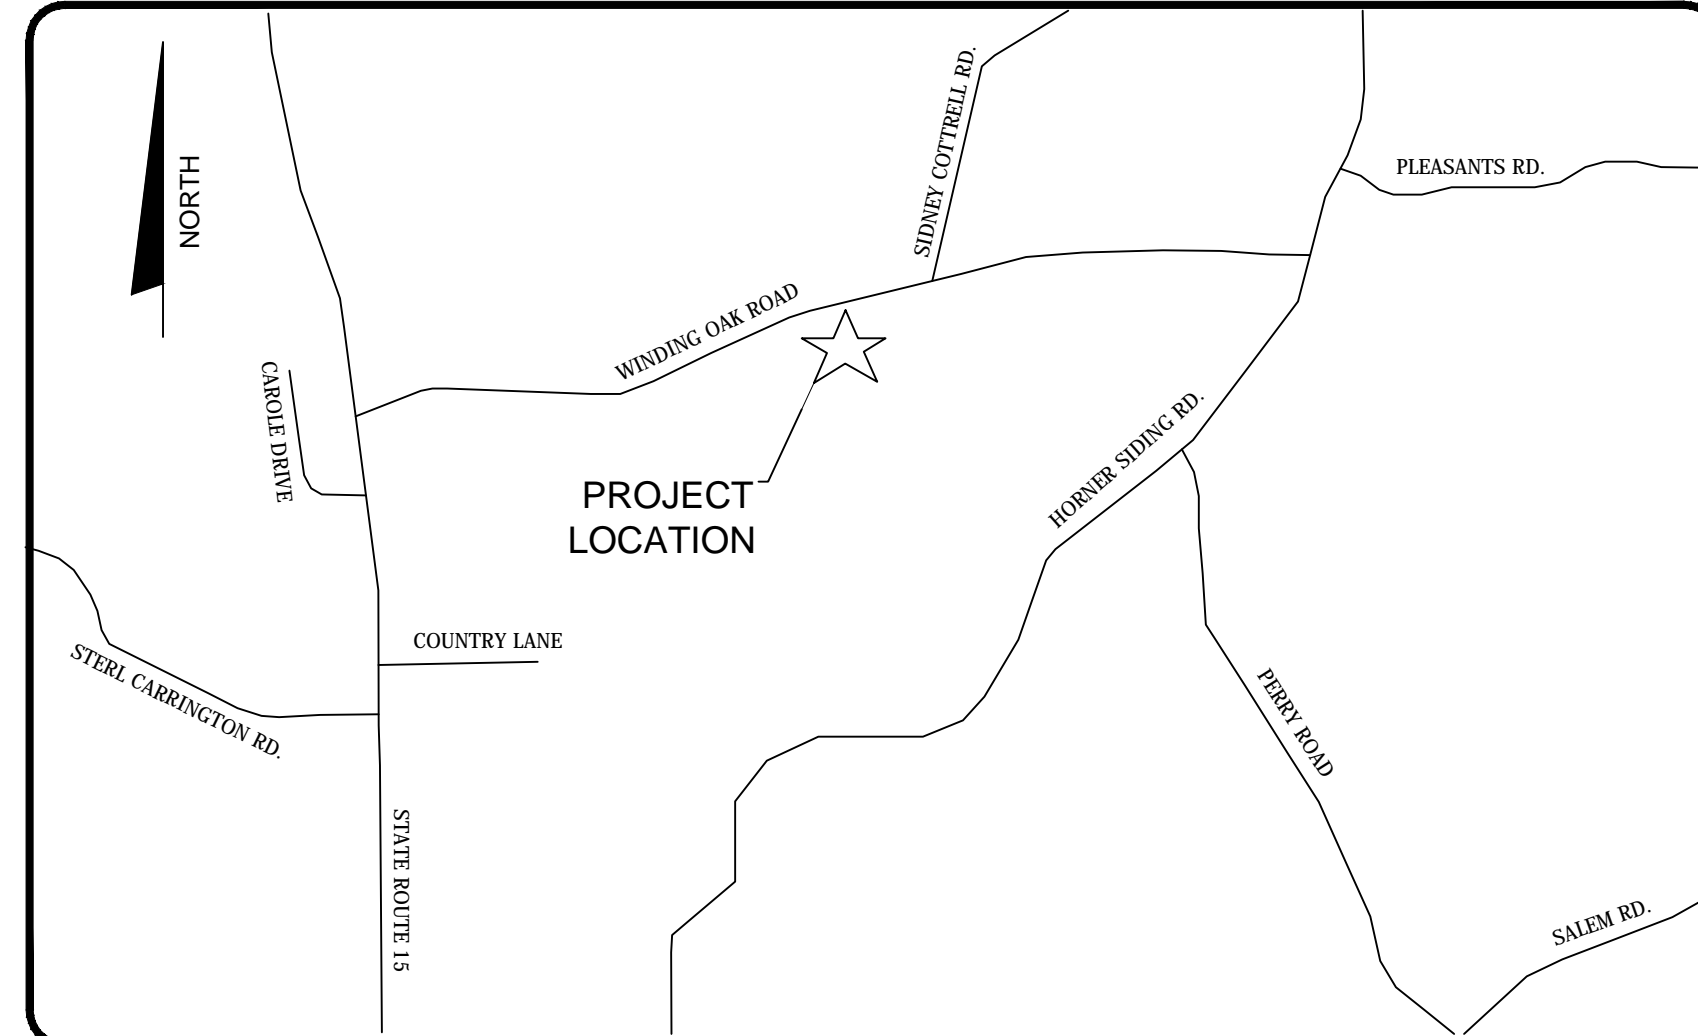 SIDNEY COTTRELL RD.
NORTH
PLEASANTS RD.
WINDING OAK ROAD
CAROLE DRIVE
HORNER SIDING RD.
PROJECT
LOCATION
COUNTRY LANE
STERL CARRINGTON RD.
PERRY ROAD
STATE ROUTE 15
SALEM RD.